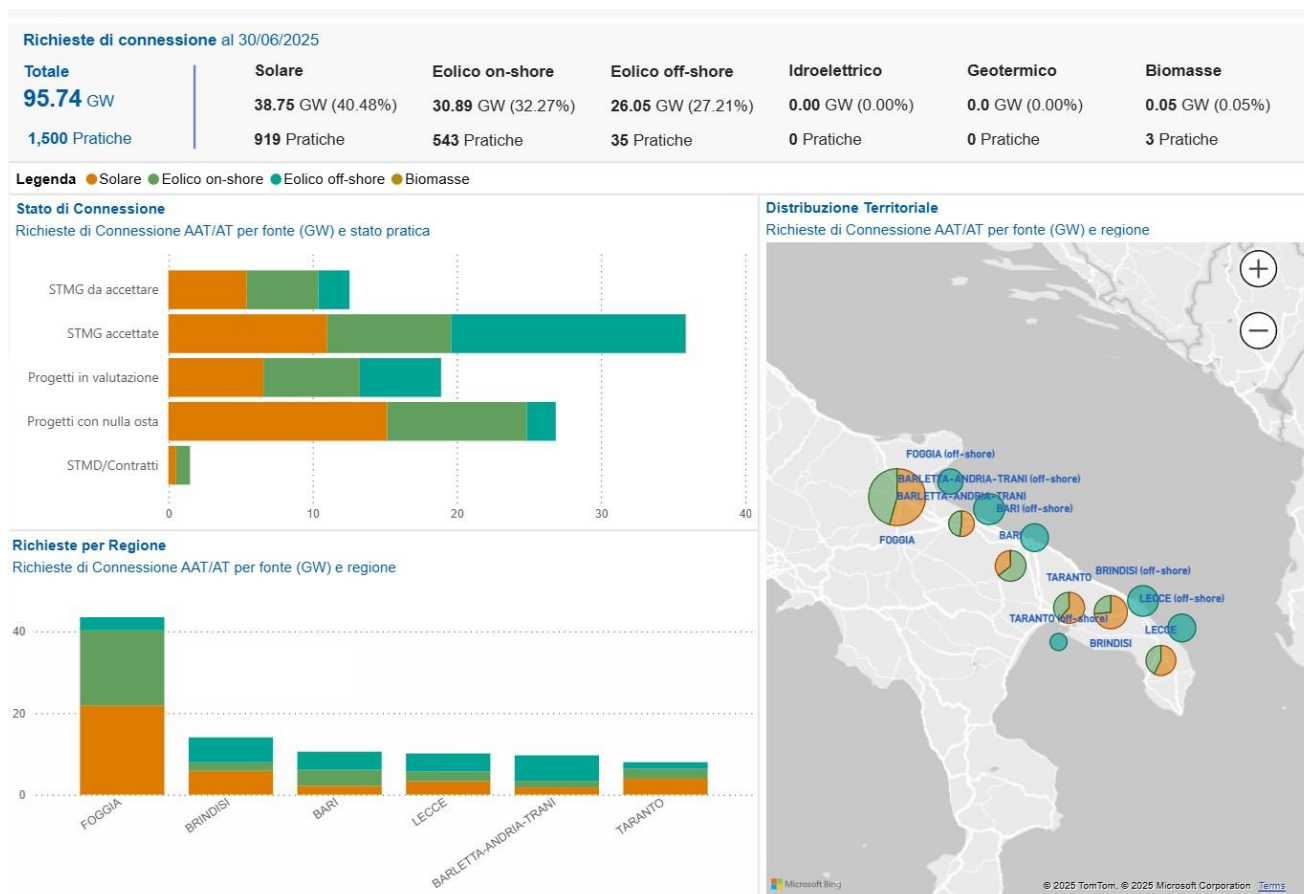 Richieste di connessione al 30/06/2025
Totale
95.74 GW
1,500 Pratiche
Solare
38.75 GW (40.48%)
919 Pratiche
Eolico on-shore
30.89 GW (32.27%)
543 Pratiche
Eolico off-shore
26.05 GW (27.21%)
35 Pratiche
Idroelettrico
0.00 GW (0.00%)
0 Pratiche
Geotermico
0.0 GW (0.00%)
0 Pratiche
Biomasse
0.05 GW (0.05%)
3 Pratiche
Legenda Solare Eolico on-shore Eolico off-shore Biomasse
Stato di Connessione
Richieste di Connessione AAT/AT per fonte (GW) e stato pratica
STMG da accettare
STMG accettate
Progetti in valutazione
Progetti con nulla osta
STMD/Contratti
0 10 20 30 40
Richieste per Regione
Richieste di Connessione AAT/AT per fonte (GW) e regione
40
20
0
FOGGIA
BRINDISI
BARI
LECCE
BARLETTA-ANDRIA-TRANI
TARANTO
Distribuzione Territoriale
Richieste di Connessione AAT/AT per fonte (GW) e regione
+
−
FOGGIA (off-shore)
BARLETTA-ANDRIA-TRANI (off-shore)
BARLETTA-ANDRIA-TRANI
BARI (off-shore)
FOGGIA
BARI
BRINDISI (off-shore)
TARANTO
LECCE (off-shore)
TARANTO (off-shore)
LECCE
BRINDISI
Microsoft Bing
© 2025 TomTom, © 2025 Microsoft Corporation Terms